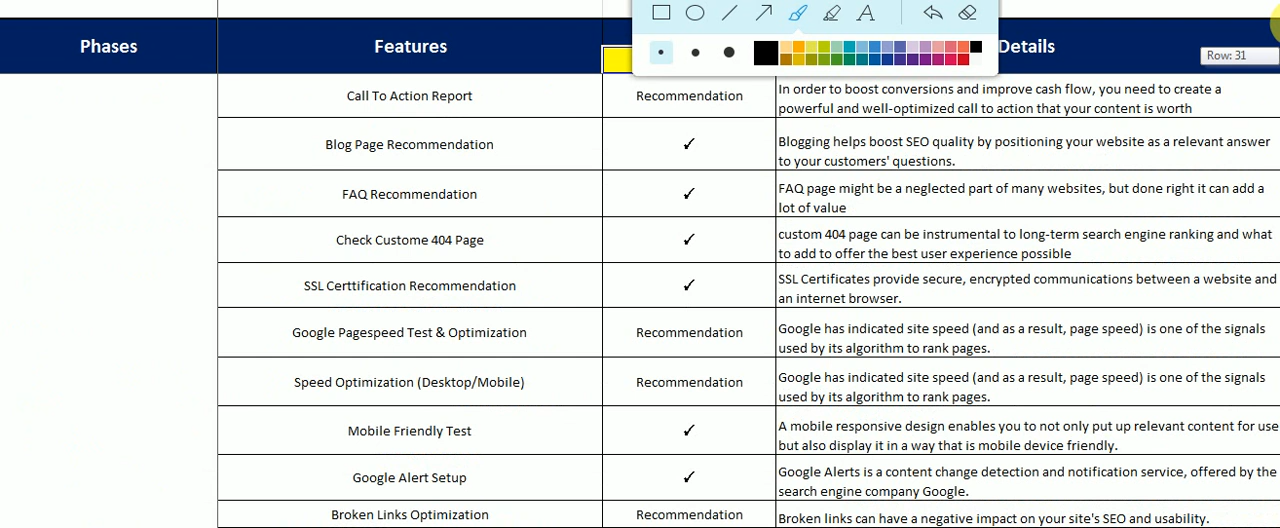 A
Phases
Features
Details
Row: 31
Call To Action Report
Recommendation
In order to boost conversions and improve cash flow, you need to create a
powerful and well-optimized call to action that your content is worth
Blog Page Recommendation
✓
Blogging helps boost SEO quality by positioning your website as a relevant answer
to your customers' questions.
FAQ Recommendation
✓
FAQ page might be a neglected part of many websites, but done right it can add a
lot of value
Check Custome 404 Page
✓
custom 404 page can be instrumental to long-term search engine ranking and what
to add to offer the best user experience possible
SSL Certtification Recommendation
✓
SSL Certificates provide secure, encrypted communications between a website and
an internet browser.
Google Pagespeed Test & Optimization
Recommendation
Google has indicated site speed (and as a result, page speed) is one of the signals
used by its algorithm to rank pages.
Speed Optimization (Desktop/Mobile)
Recommendation
Google has indicated site speed (and as a result, page speed) is one of the signals
used by its algorithm to rank pages.
Mobile Friendly Test
✓
A mobile responsive design enables you to not only put up relevant content for use
but also display it in a way that is mobile device friendly.
Google Alert Setup
✓
Google Alerts is a content change detection and notification service, offered by the
search engine company Google.
Broken Links Optimization
Recommendation
Broken links can have a negative impact on your site's SEO and usability.